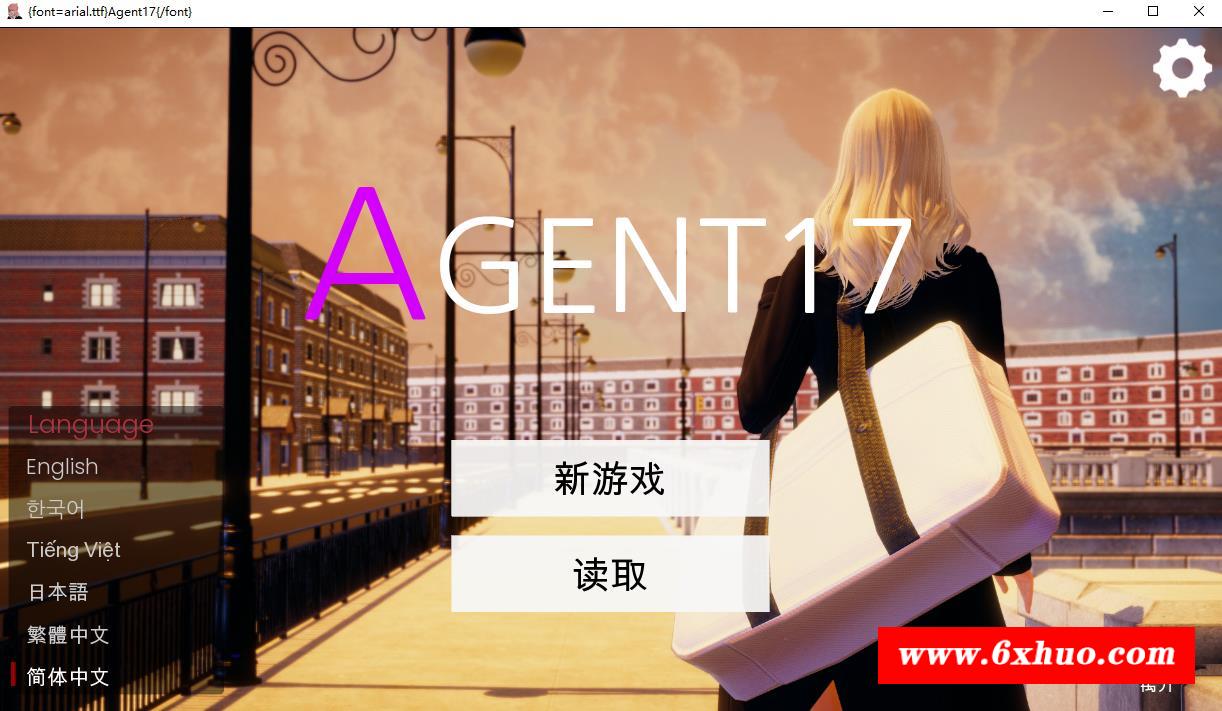 {font=arial.ttf}Agent17{/font}
AGENT17
Language
English
한국어
Tiếng Việt
日本語
繁體中文
简体中文
新游戏
读取
www.6xhuo.com